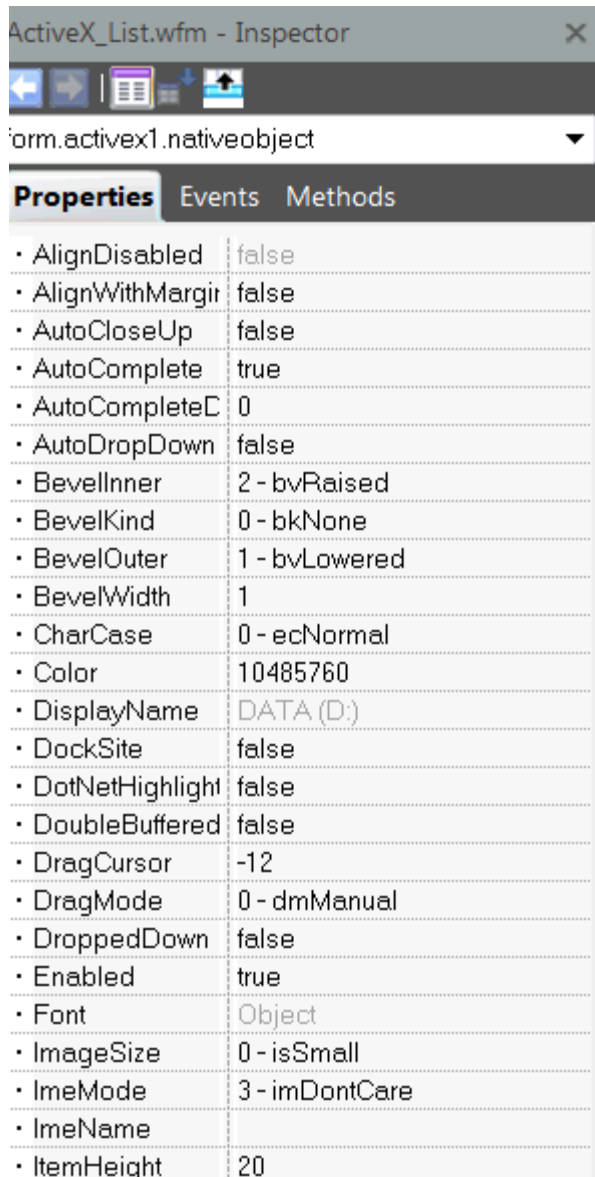 ActiveX_List.wfm - Inspector
form.activex1.nativeobject
Properties Events Methods
AlignDisabled false
AlignWithMargin false
AutoCloseUp false
AutoComplete true
AutoCompleteD 0
AutoDropDown false
BevelInner 2 - bvRaised
BevelKind 0 - bkNone
BevelOuter 1 - bvLowered
BevelWidth 1
CharCase 0 - ecNormal
Color 10485760
DisplayName DATA (D:)
DockSite false
DotNetHighlight false
DoubleBuffered false
DragCursor -12
DragMode 0 - dmManual
DroppedDown false
Enabled true
Font Object
ImageSize 0 - isSmall
ImeMode 3 - imDontCare
ImeName
ItemHeight 20